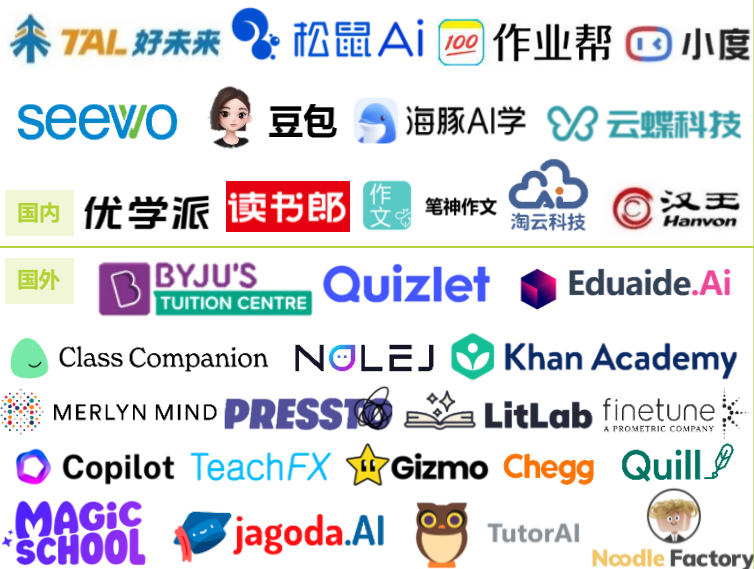 TAL 好未来 松鼠Ai 100 作业帮 小度
seewo 豆包 海豚AI学 云蝶科技
国内 优学派 读书郎 作文 笔神作文 AI 淘云科技 汉王 Hanvon
国外 BYJU'S TUITION CENTRE Quizlet Eduaide.Ai
Class Companion NOLEJ Khan Academy
MERLYN MIND PRESSTO LitLab finetune A PROMETRIC COMPANY
Copilot TeachFX Gizmo Chegg Quill
MAGIC SCHOOL jagoda.AI TutorAI Noodle Factory